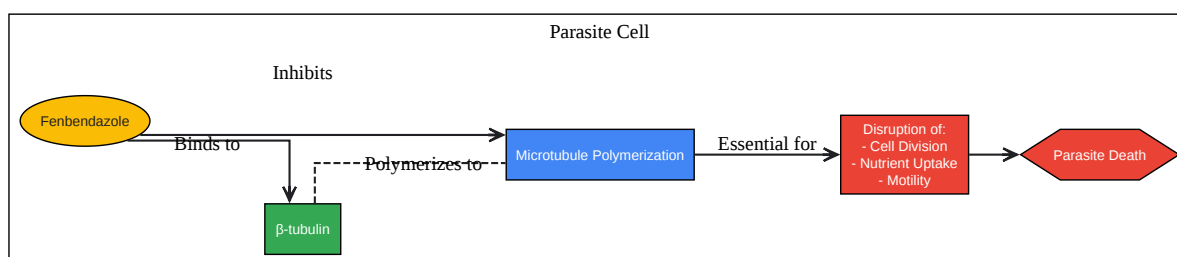 Parasite Cell
Inhibits
Fenbendazole
Binds to
Polymerizes to
β-tubulin
Microtubule Polymerization
Essential for
Disruption of:
- Cell Division
- Nutrient Uptake
- Motility
Parasite Death